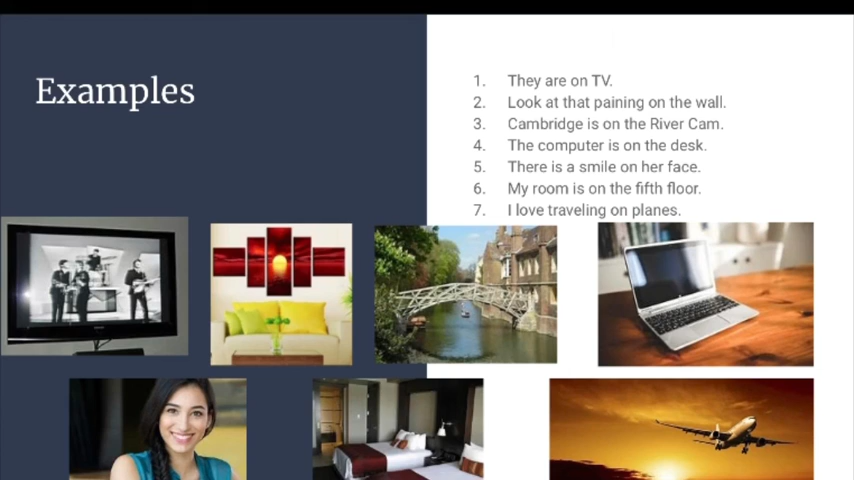 Examples
1. They are on TV.
2. Look at that paining on the wall.
3. Cambridge is on the River Cam.
4. The computer is on the desk.
5. There is a smile on her face.
6. My room is on the fifth floor.
7. I love traveling on planes.